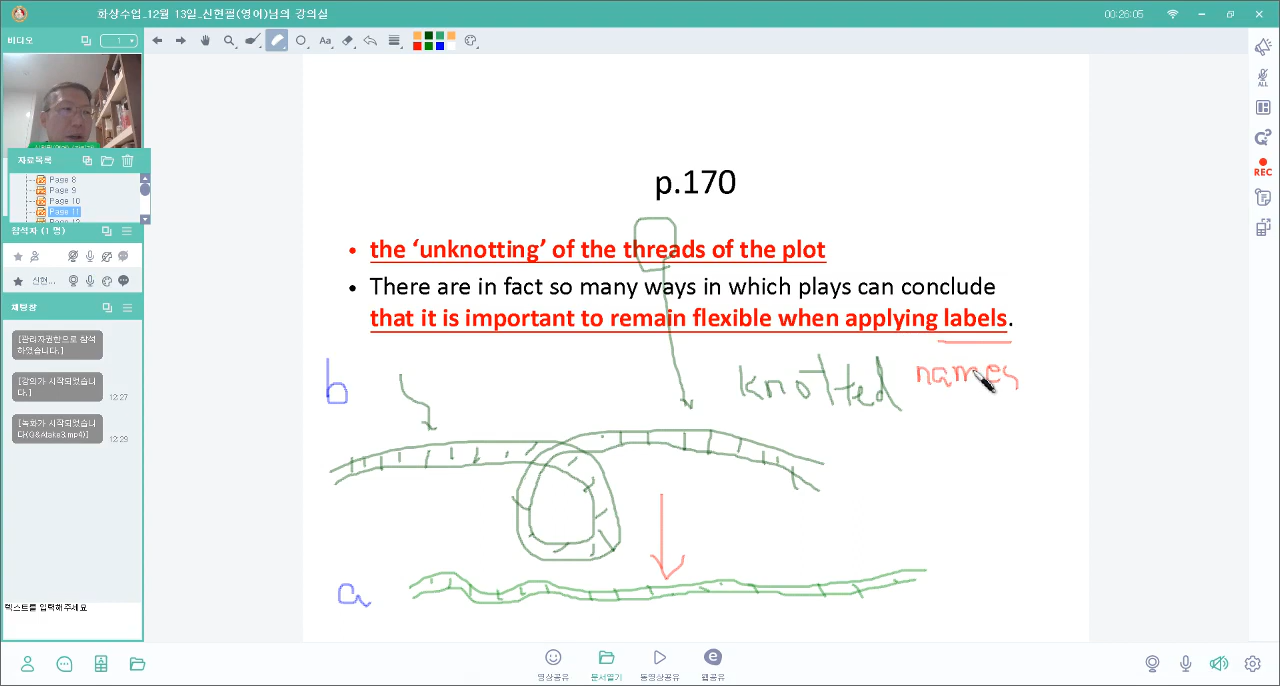 화상수업_12월 13일_신현필(영어)님의 강의실
00:26:05
비디오
1
Aa
자료목록
Page 8
Page 9
Page 10
Page 11
참석자 (1 명)
신현...
채팅창
[관리자권한으로 참석
하였습니다.]
[강의가 시작되었습니
다.]
12:27
[녹화가 시작되었습니
다(Q&Atake3.mp4)]
12:29
텍스트를 입력해주세요
p.170
• the ‘unknotting’ of the threads of the plot
• There are in fact so many ways in which plays can conclude
that it is important to remain flexible when applying labels.
b
knotted
names
a
ALL
REC
영상공유
문서열기
동영상공유
웹공유